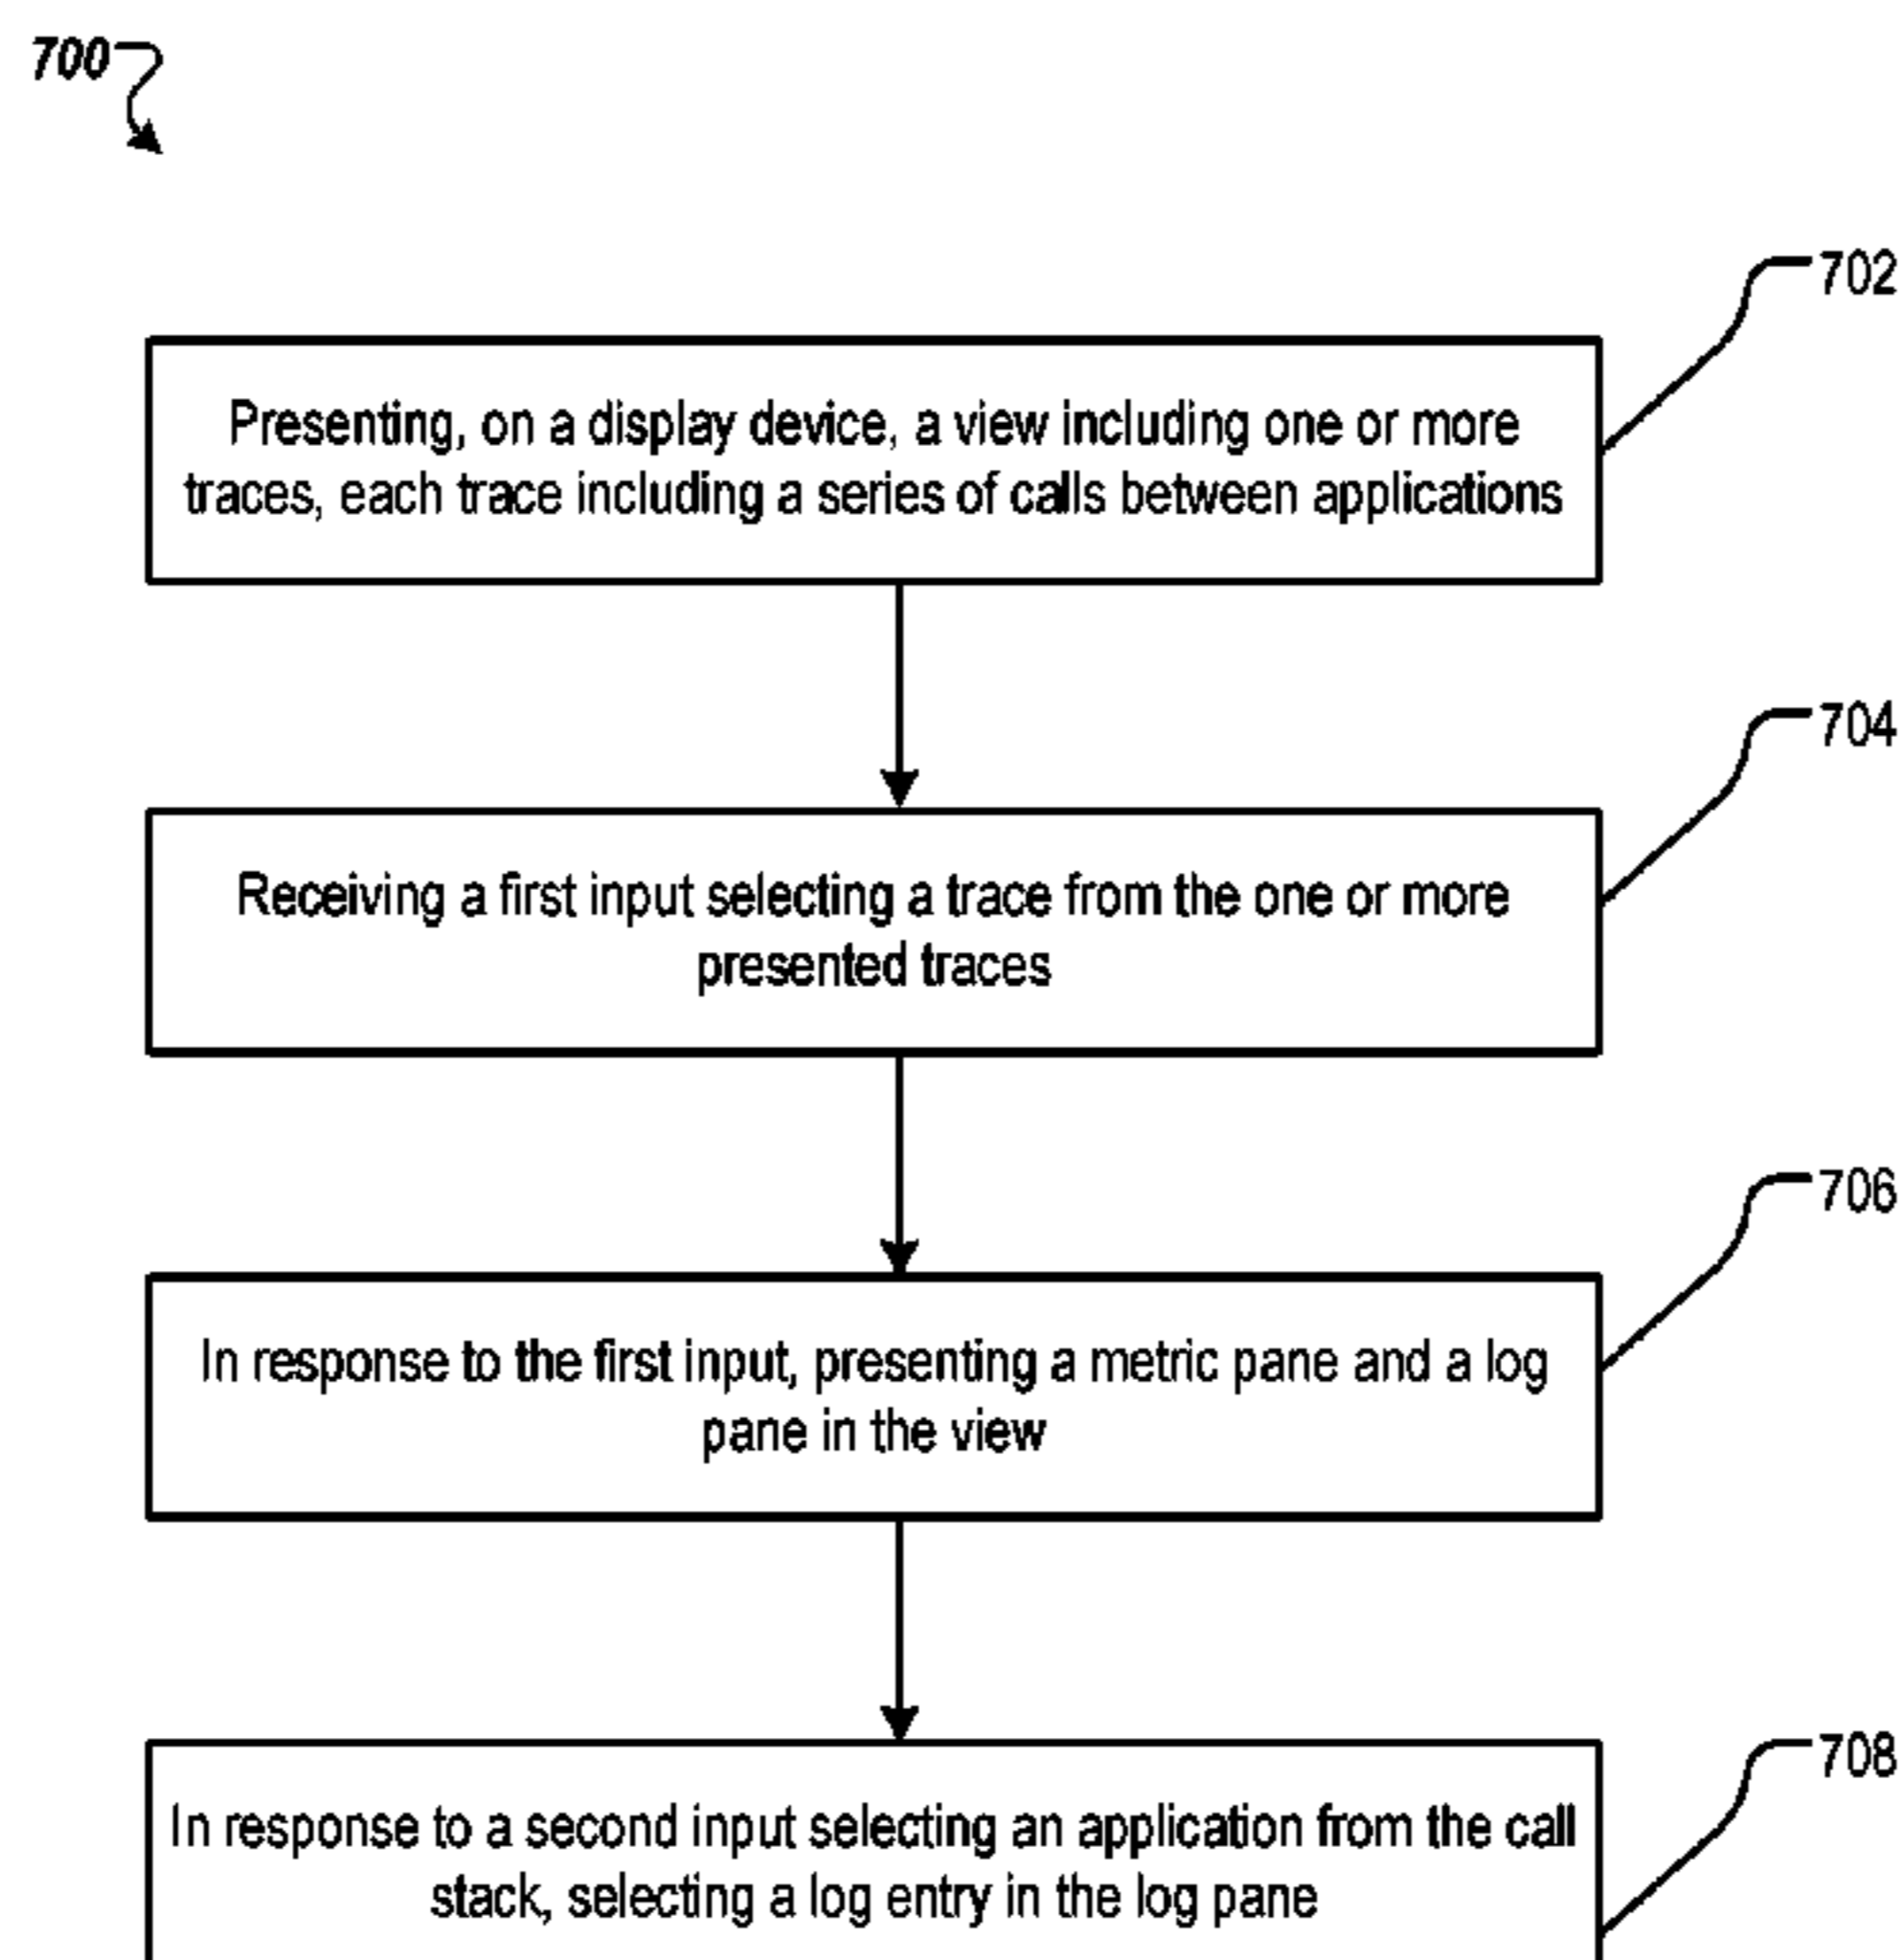 700
702
Presenting, on a display device, a view including one or more
traces, each trace including a series of calls between applications
704
Receiving a first input selecting a trace from the one or more
presented traces
706
In response to the first input, presenting a metric pane and a log
pane in the view
708
In response to a second input selecting an application from the call
stack, selecting a log entry in the log pane